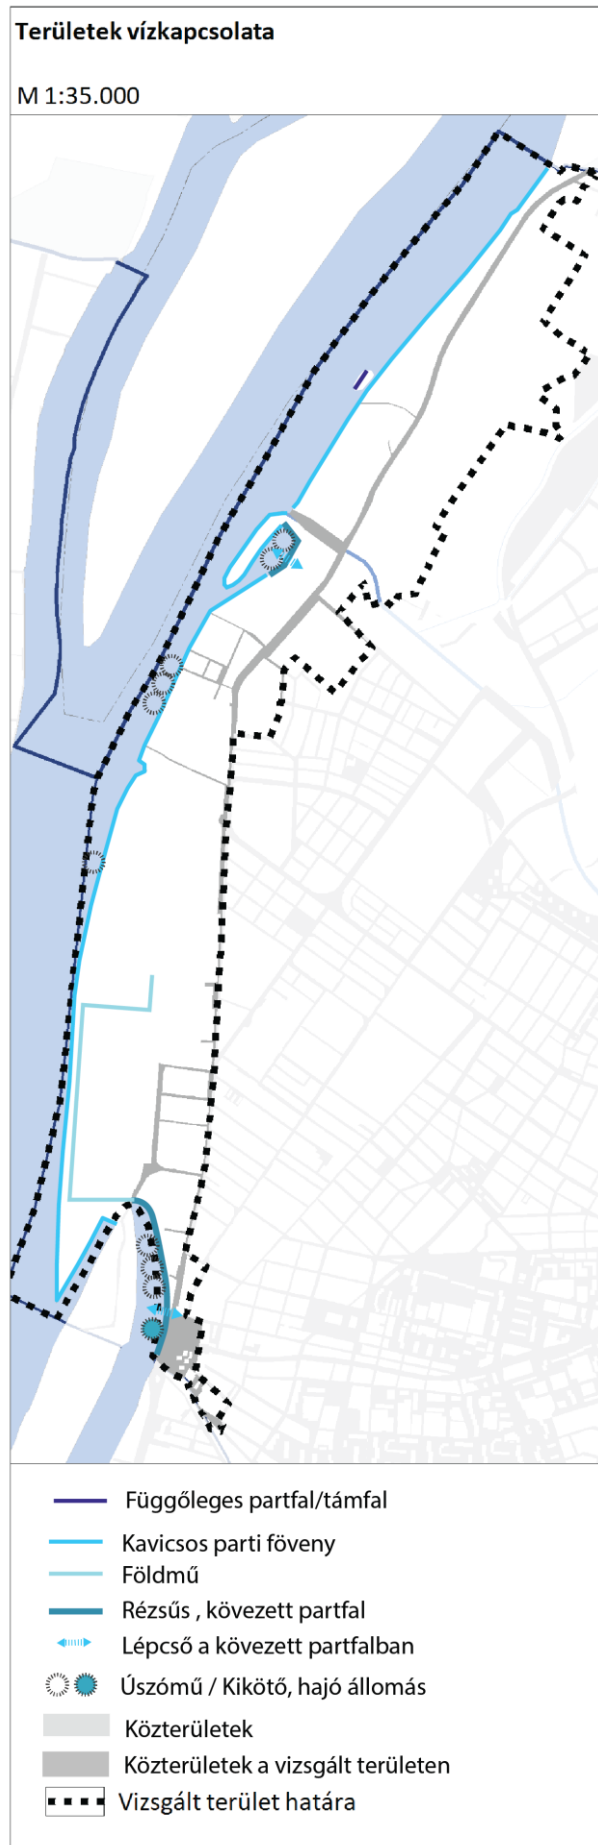 Területek vízkapcsolata
M 1:35.000
Függőleges partfal/támfal
Kavicsos parti föveny
Földmű
Rézsűs , kövezett partfal
Lépcső a kövezett partfalban
Úszómű / Kikötő, hajó állomás
Közterületek
Közterületek a vizsgált területen
Vizsgált terület határa